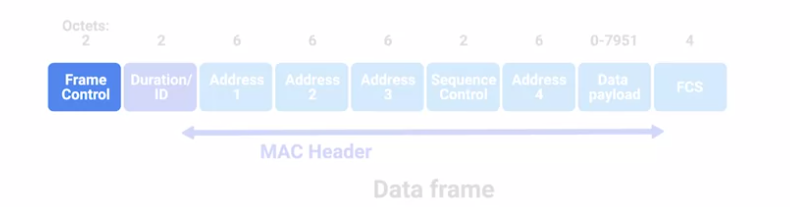 Octets:
2 2 6 6 6 2 6 0-7951 4
Frame Control Duration/ ID Address 1 Address 2 Address 3 Sequence Control Address 4 Data payload FCS
MAC Header
Data frame